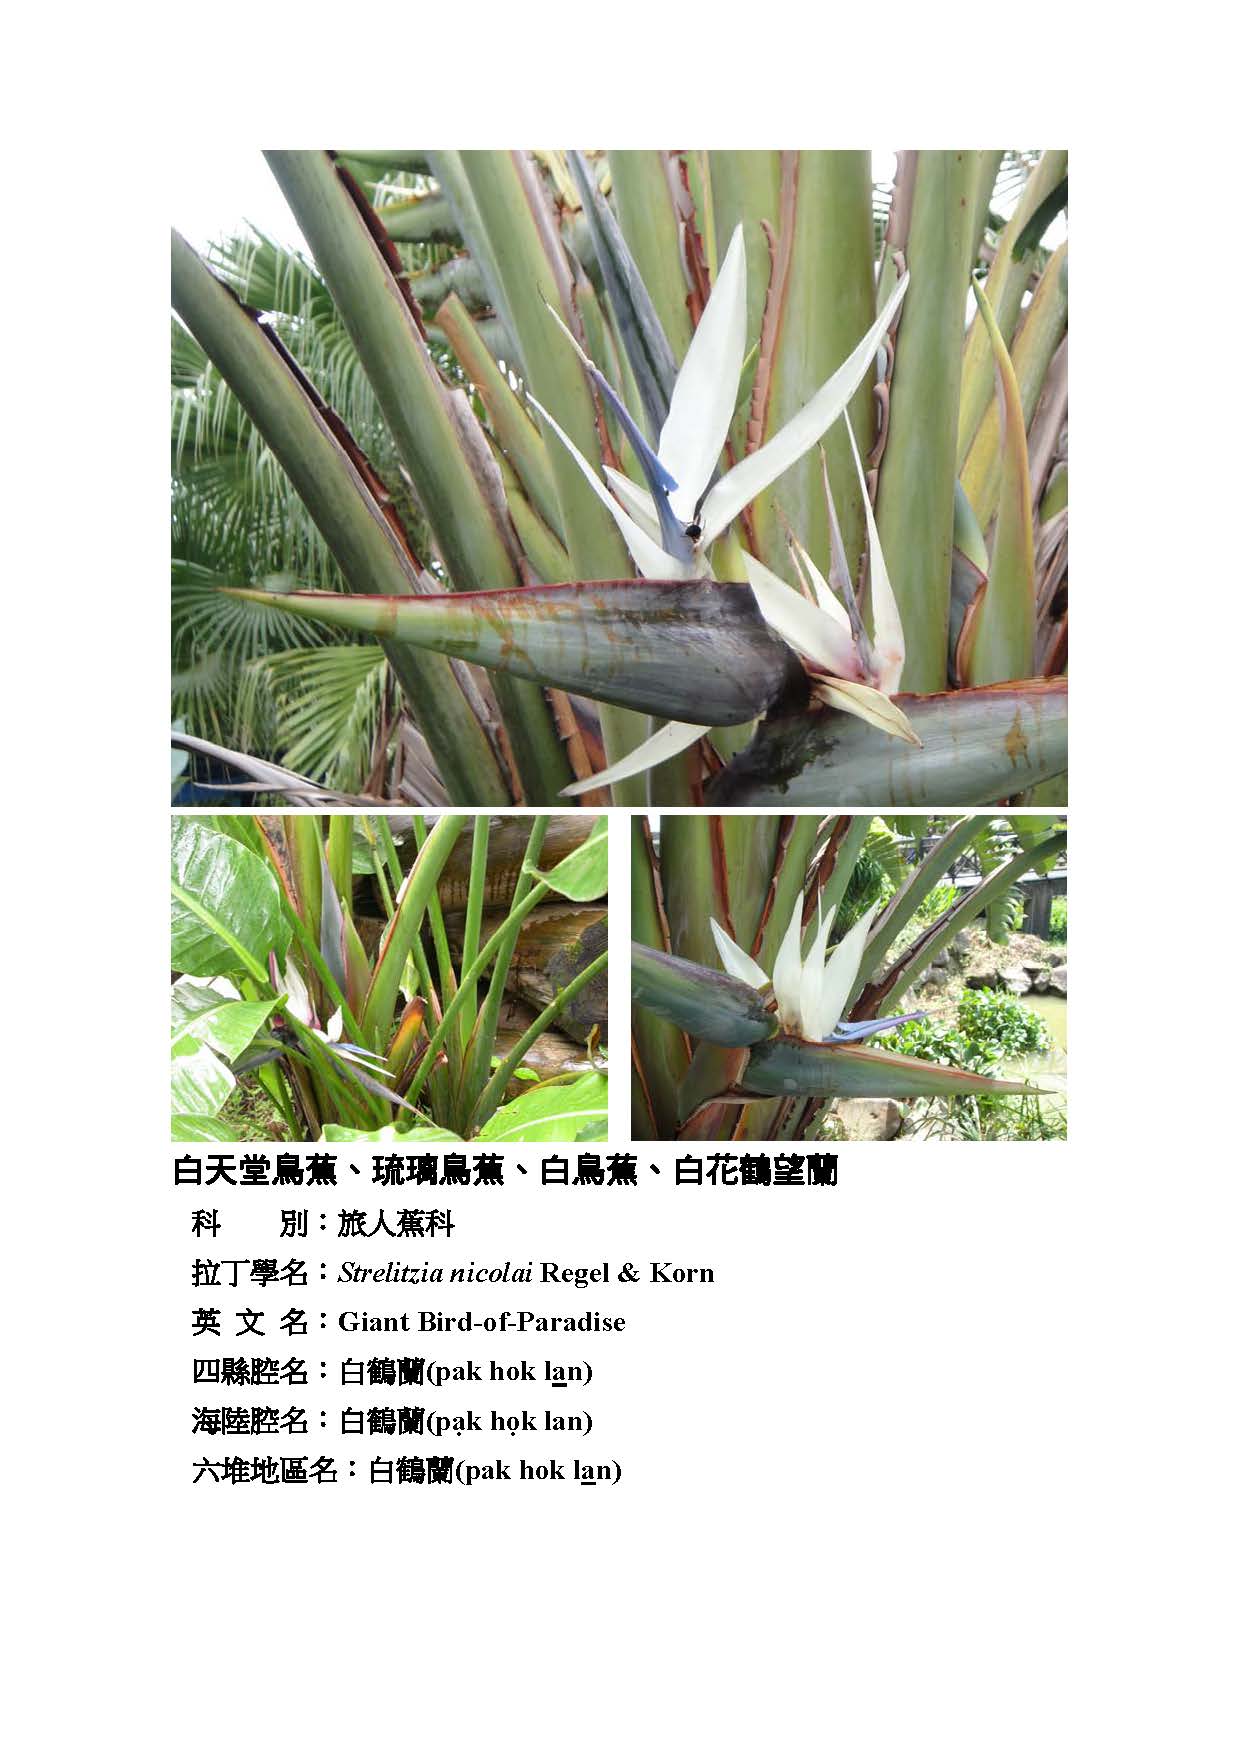 白天堂鳥蕉、琉璃鳥蕉、白鳥蕉、白花鶴望蘭
科　　別：旅人蕉科
拉丁學名：Strelitzia nicolai Regel & Korn
英 文 名：Giant Bird-of-Paradise
四縣腔名：白鶴蘭(pak hok la̲n)
海陸腔名：白鶴蘭(pạk họk lan)
六堆地區名：白鶴蘭(pak hok la̲n)